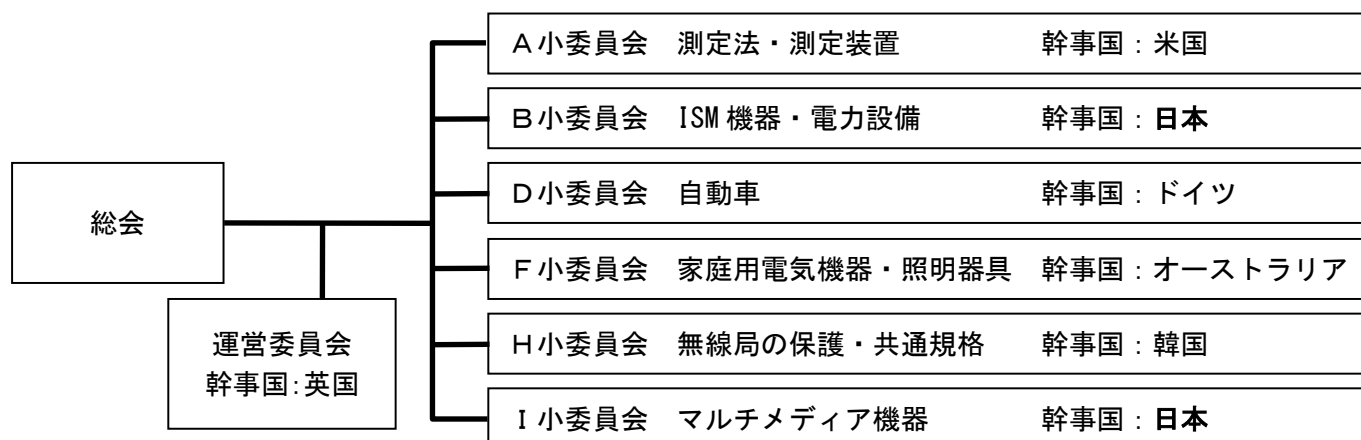 総会
運営委員会
幹事国:英国
A小委員会 測定法・測定装置 幹事国:米国
B小委員会 ISM機器・電力設備 幹事国:日本
D小委員会 自動車 幹事国:ドイツ
F小委員会 家庭用電気機器・照明器具 幹事国:オーストラリア
H小委員会 無線局の保護・共通規格 幹事国:韓国
I小委員会 マルチメディア機器 幹事国:日本